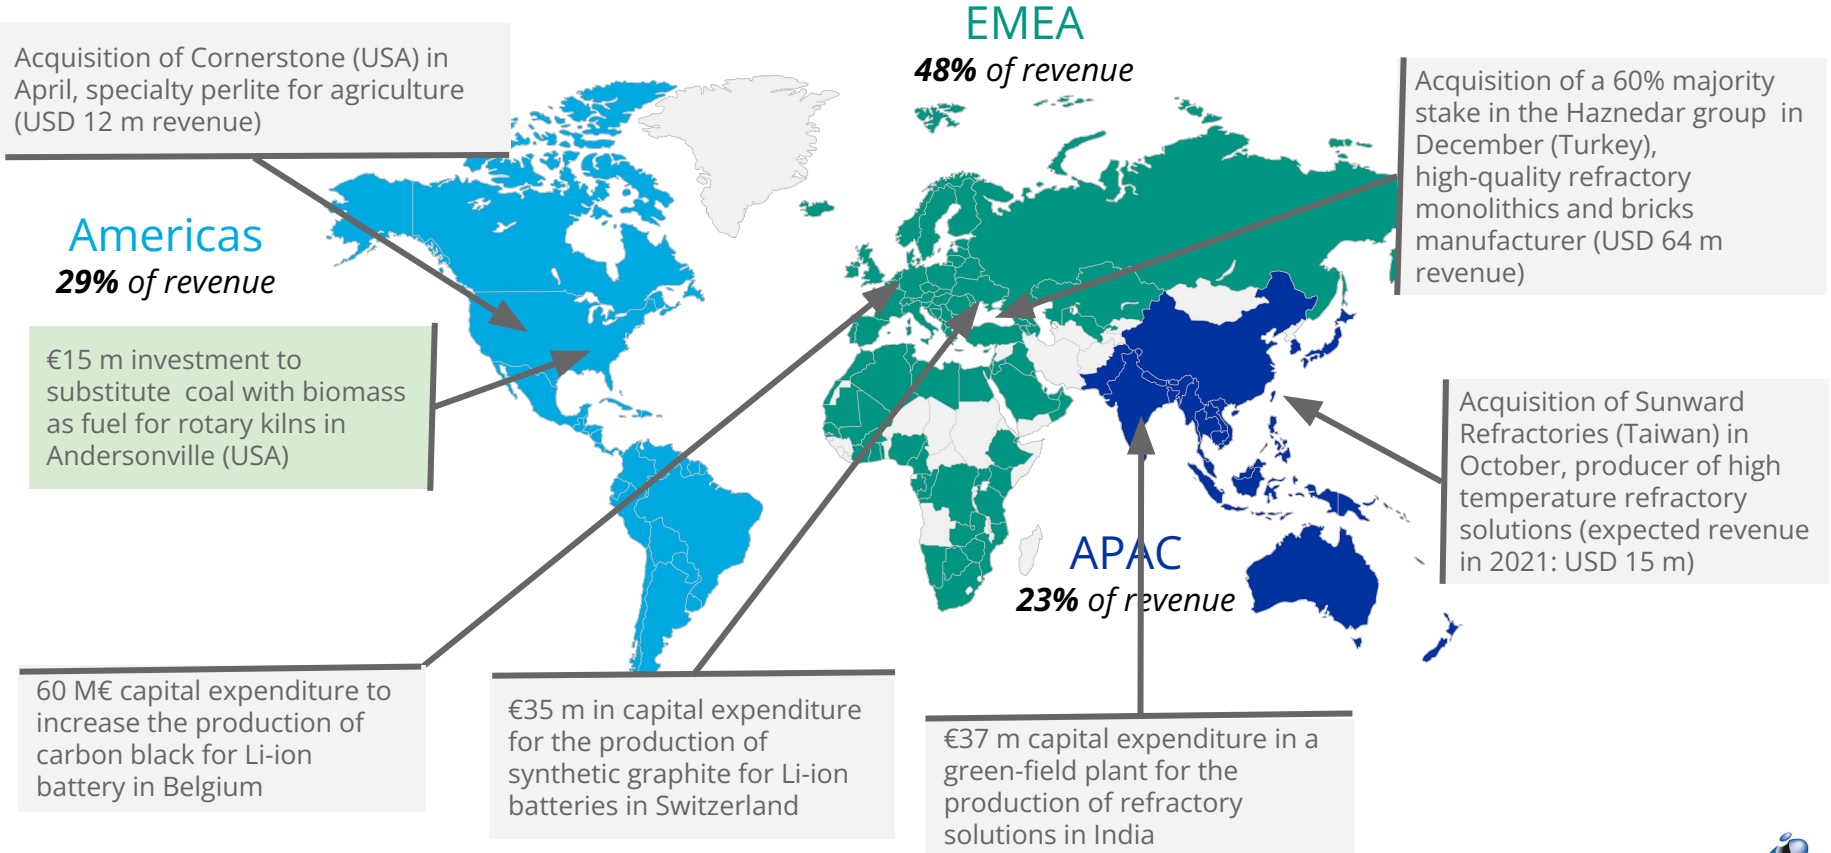 EMEA
48% of revenue
Acquisition of Cornerstone (USA) in
April, specialty perlite for agriculture
(USD 12 m revenue)
Acquisition of a 60% majority
stake in the Haznedar group  in
December (Turkey),
high-quality refractory
monolithics and bricks
manufacturer (USD 64 m
revenue)
Americas
29% of revenue
€15 m investment to
substitute  coal with biomass
as fuel for rotary kilns in
Andersonville (USA)
Acquisition of Sunward
Refractories (Taiwan) in
October, producer of high
temperature refractory
solutions (expected revenue
in 2021: USD 15 m)
APAC
23% of revenue
60 M€ capital expenditure to
increase the production of
carbon black for Li-ion
battery in Belgium
€35 m in capital expenditure
for the production of
synthetic graphite for Li-ion
batteries in Switzerland
€37 m capital expenditure in a
green-field plant for the
production of refractory
solutions in India